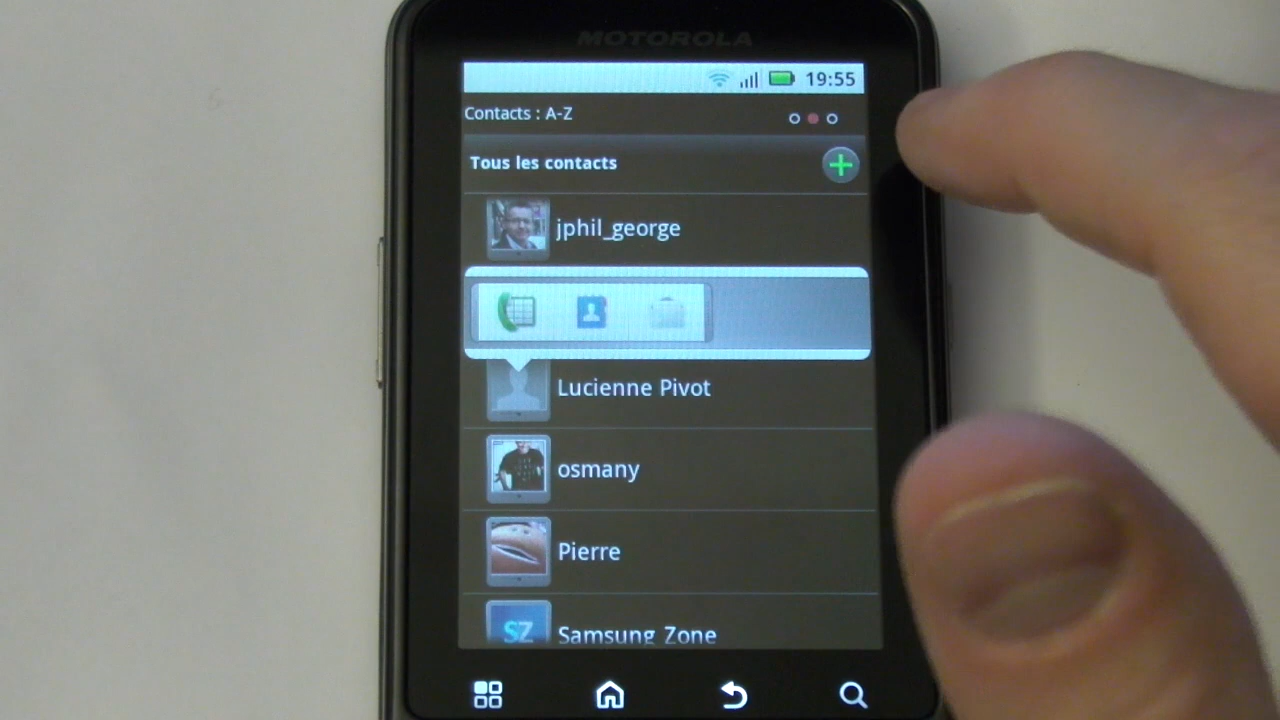 MOTOROLA
19:55
Contacts : A-Z
Tous les contacts
jphil_george
Lucienne Pivot
osmany
Pierre
SZ
Samsung Zone